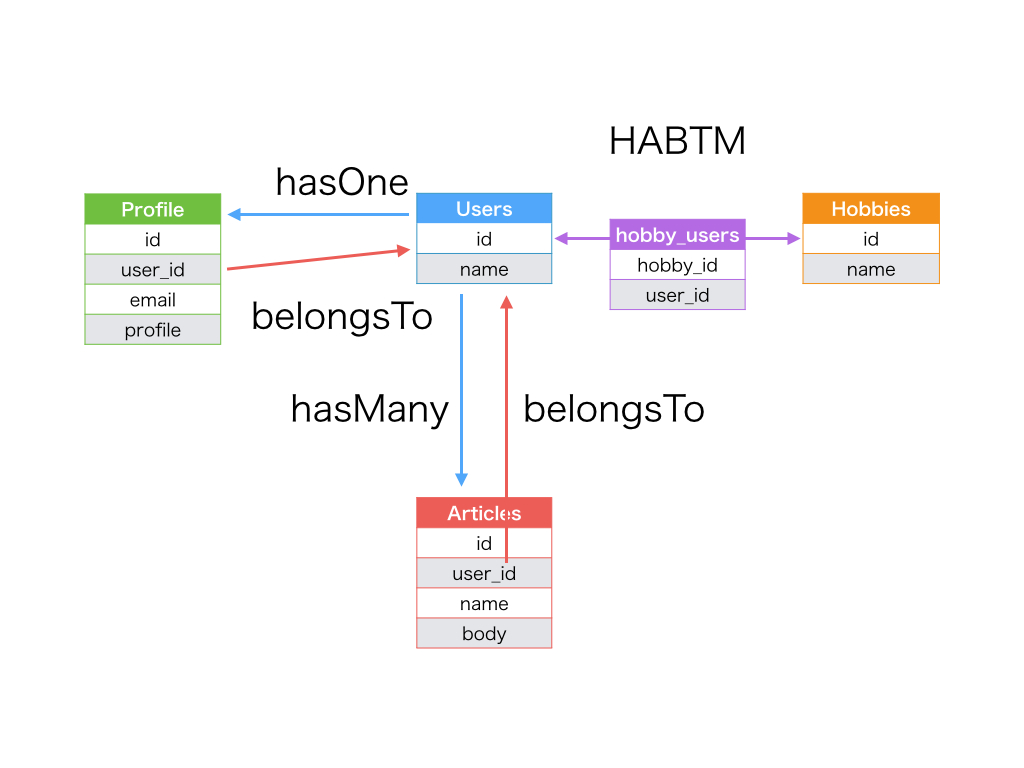 HABTM
hasOne
Profile
id
user_id
email
profile
Users
id
name
hobby_users
hobby_id
user_id
Hobbies
id
name
belongsTo
hasMany
belongsTo
Articles
id
user_id
name
body